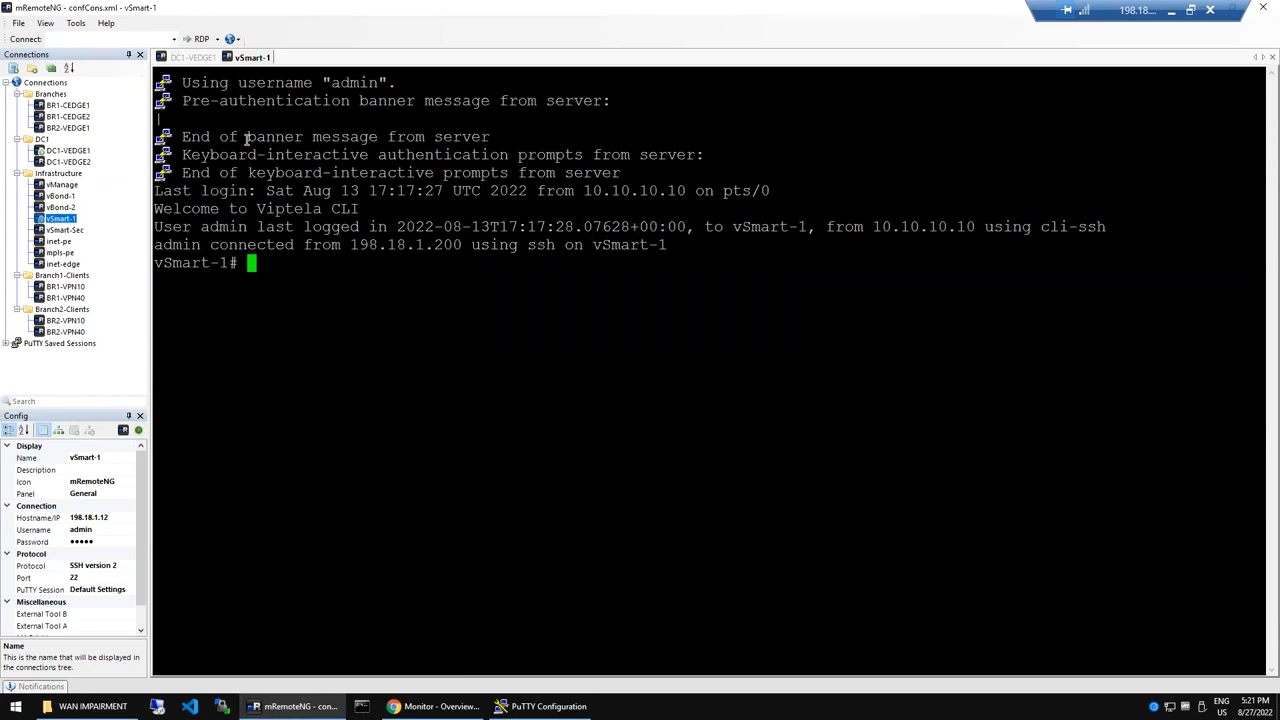 mRemoteNG - confCons.xml - vSmart-1
198.18....
File View Tools Help
Connect: RDP
Connections
Connections
Branches
BR1-CEDGE1
BR1-CEDGE2
BR2-VEDGE1
DC1
DC1-VEDGE1
DC1-VEDGE2
Infrastructure
vManage
vBond-1
vBond-2
vSmart-1
vSmart-Sec
inet-pe
mpls-pe
inet-edge
Branch1-Clients
BR1-VPN10
BR1-VPN40
Branch2-Clients
BR2-VPN10
BR2-VPN40
PuTTY Saved Sessions
Search
Config
Display
Name vSmart-1
Description
Icon mRemoteNG
Panel General
Connection
Hostname/IP 198.18.1.12
Username admin
Password •••••
Protocol
Protocol SSH version 2
Port 22
PuTTY Session Default Settings
Miscellaneous
External Tool B
External Tool A
Name
This is the name that will be displayed in
the connections tree.
Notifications
DC1-VEDGE1 vSmart-1
Using username "admin".
Pre-authentication banner message from server:
|
End of banner message from server
Keyboard-interactive authentication prompts from server:
End of keyboard-interactive prompts from server
Last login: Sat Aug 13 17:17:27 UTC 2022 from 10.10.10.10 on pts/0
Welcome to Viptela CLI
User admin last logged in 2022-08-13T17:17:28.07628+00:00, to vSmart-1, from 10.10.10.10 using cli-ssh
admin connected from 198.18.1.200 using ssh on vSmart-1
vSmart-1#
WAN IMPAIRMENT
mRemoteNG - con...
Monitor - Overview...
PuTTY Configuration
ENG
US
5:21 PM
8/27/2022